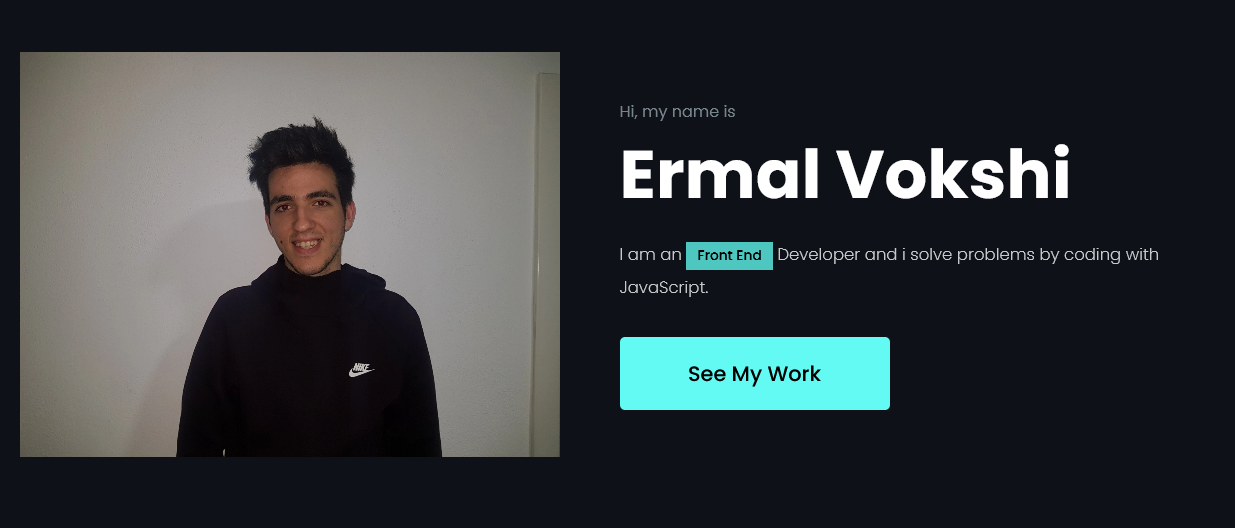 Hi, my name is
Ermal Vokshi
I am an Front End Developer and i solve problems by coding with
JavaScript.
NIKE
See My Work